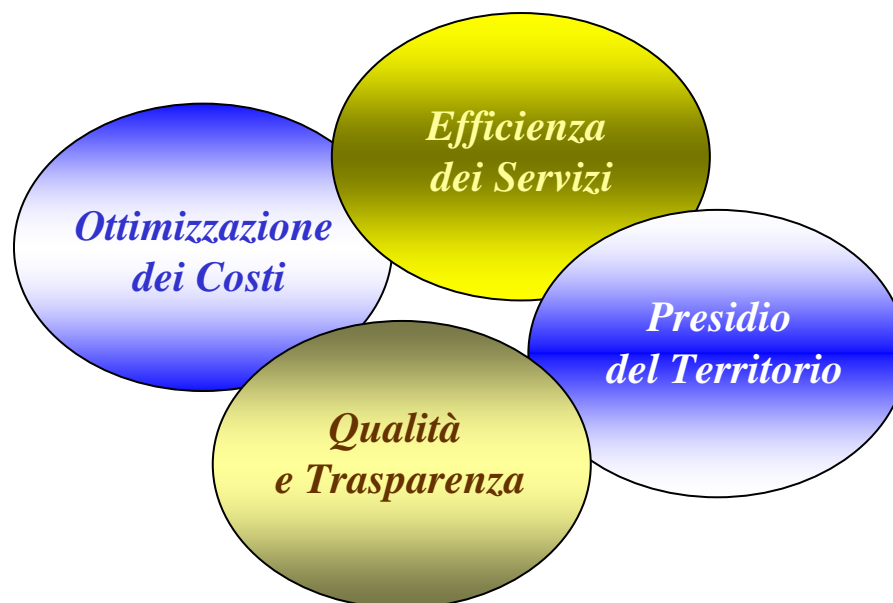 Efficienza
dei Servizi
Ottimizzazione
dei Costi
Presidio
del Territorio
Qualità
e Trasparenza